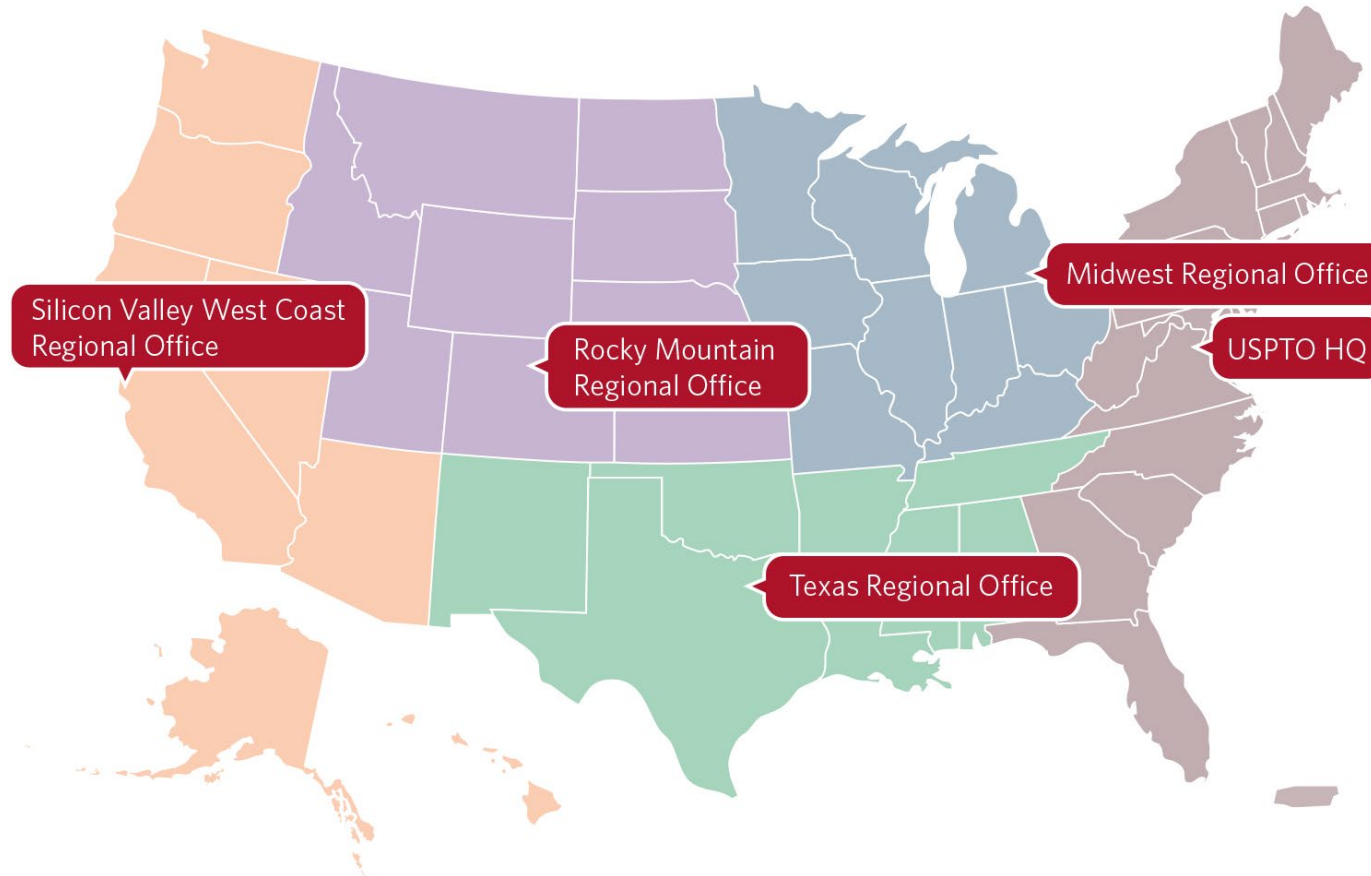 Midwest Regional Office
Silicon Valley West Coast
Regional Office
USPTO HQ
Rocky Mountain
Regional Office
Texas Regional Office